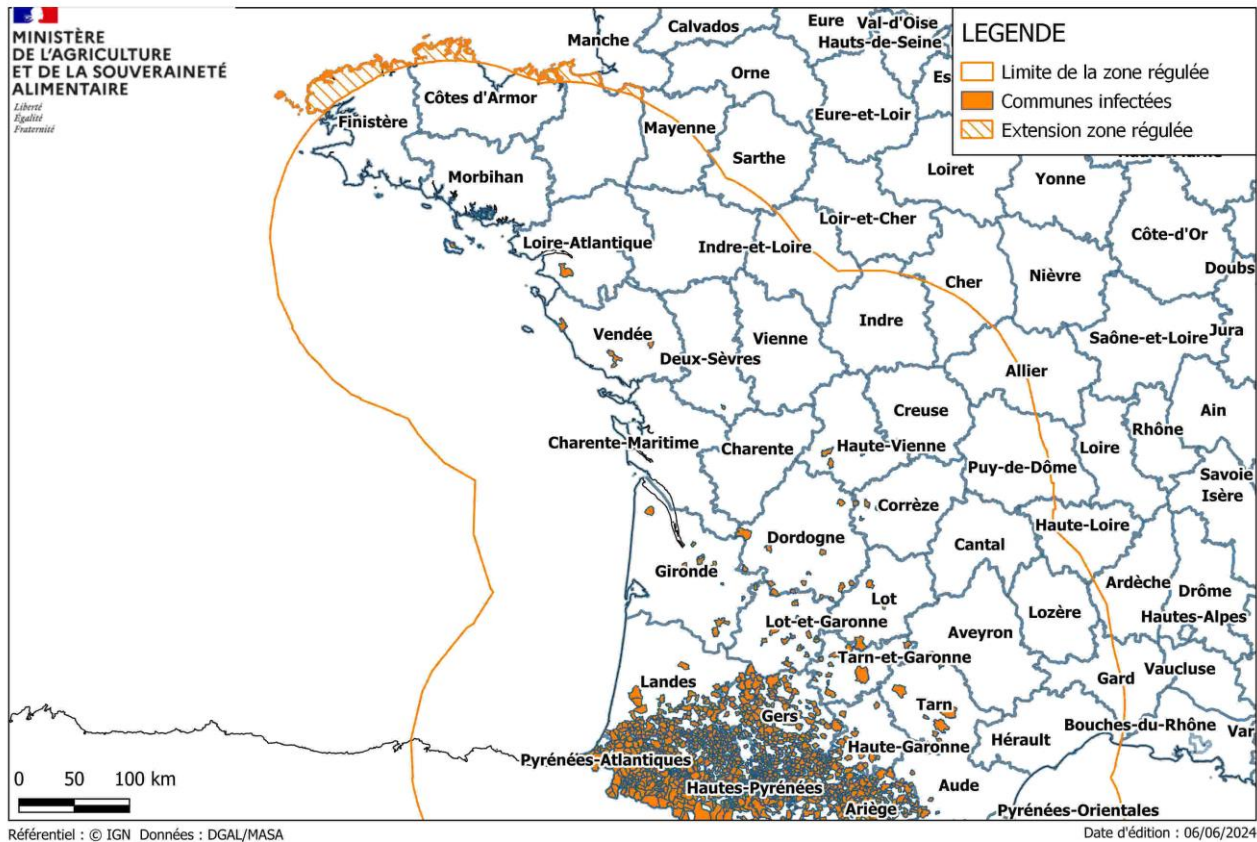 MINISTÈRE
DE L'AGRICULTURE
ET DE LA SOUVERAINETÉ
ALIMENTAIRE
Liberté
Égalité
Fraternité
LEGENDE
Limite de la zone régulée
Communes infectées
Extension zone régulée
Manche
Calvados
Eure
Val-d'Oise
Hauts-de-Seine
Orne
Côtes d'Armor
Finistère
Mayenne
Eure-et-Loir
Sarthe
Morbihan
Loiret
Yonne
Loir-et-Cher
Loire-Atlantique
Indre-et-Loire
Côte-d'Or
Cher
Nièvre
Doubs
Vendée
Vienne
Indre
Saône-et-Loire
Jura
Deux-Sèvres
Allier
Creuse
Ain
Charente-Maritime
Charente
Haute-Vienne
Loire
Rhône
Puy-de-Dôme
Savoie
Isère
Corrèze
Haute-Loire
Dordogne
Cantal
Gironde
Ardèche
Drôme
Lot
Lozère
Hautes-Alpes
Lot-et-Garonne
Aveyron
Tarn-et-Garonne
Vaucluse
Landes
Gard
Tarn
Gers
Bouches-du-Rhône
Var
Haute-Garonne
Hérault
Pyrénées-Atlantiques
Hautes-Pyrénées
Aude
Ariège
Pyrénées-Orientales
0 50 100 km
Référentiel : © IGN Données : DGAL/MASA
Date d'édition : 06/06/2024